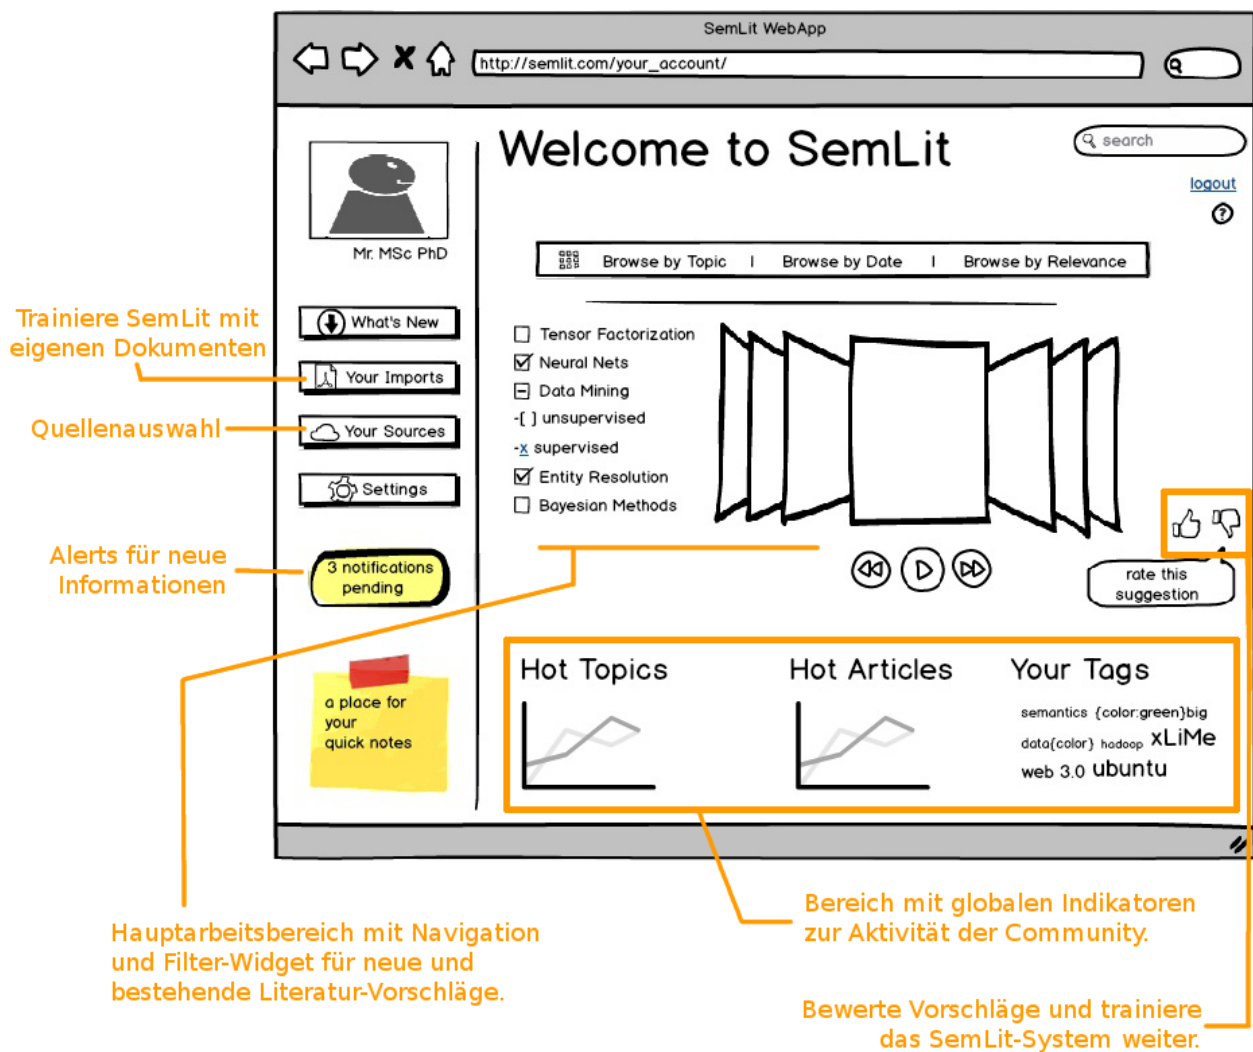 SemLit WebApp
http://semlit.com/your_account/
Welcome to SemLit
search
logout
?
Mr. MSc PhD
Browse by Topic | Browse by Date | Browse by Relevance
What's New
Your Imports
Your Sources
Settings
3 notifications
pending
a place for
your
quick notes
Tensor Factorization
Neural Nets
Data Mining
-[ ] unsupervised
-x supervised
Entity Resolution
Bayesian Methods
rate this
suggestion
Hot Topics
Hot Articles
Your Tags
semantics {color:green}big
data{color} hadoop xLiMe
web 3.0 ubuntu
Trainiere SemLit mit
eigenen Dokumenten
Quellenauswahl
Alerts für neue
Informationen
Hauptarbeitsbereich mit Navigation
und Filter-Widget für neue und
bestehende Literatur-Vorschläge.
Bereich mit globalen Indikatoren
zur Aktivität der Community.
Bewerte Vorschläge und trainiere
das SemLit-System weiter.